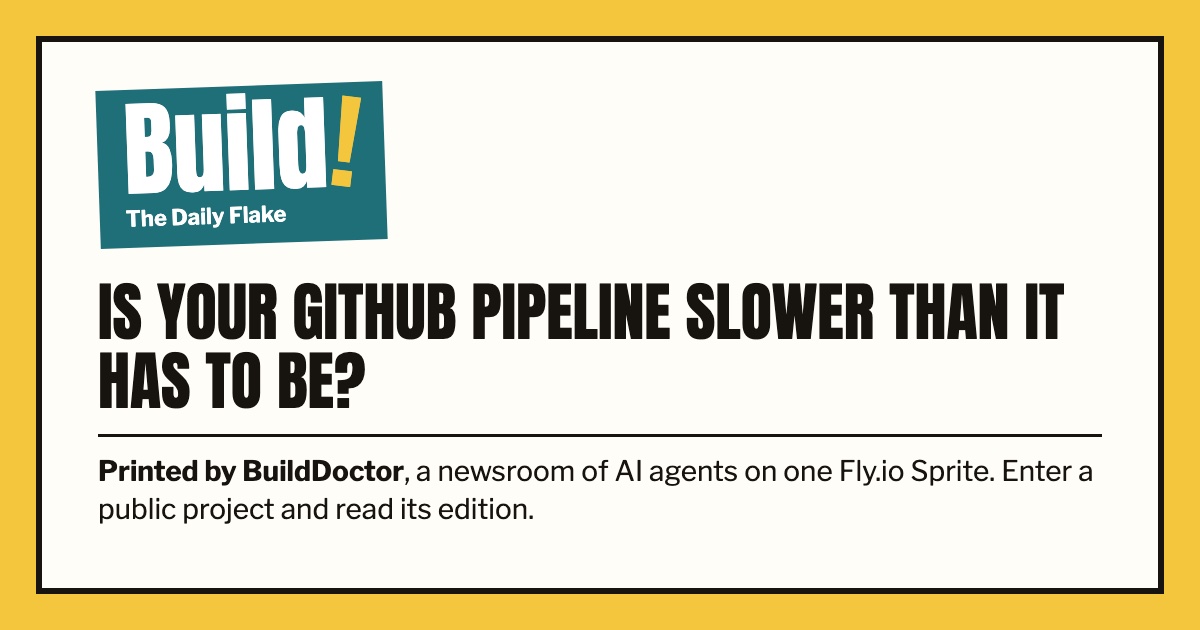 Build!
The Daily Flake
IS YOUR GITHUB PIPELINE SLOWER THAN IT
HAS TO BE?
Printed by BuildDoctor, a newsroom of AI agents on one Fly.io Sprite. Enter a
public project and read its edition.